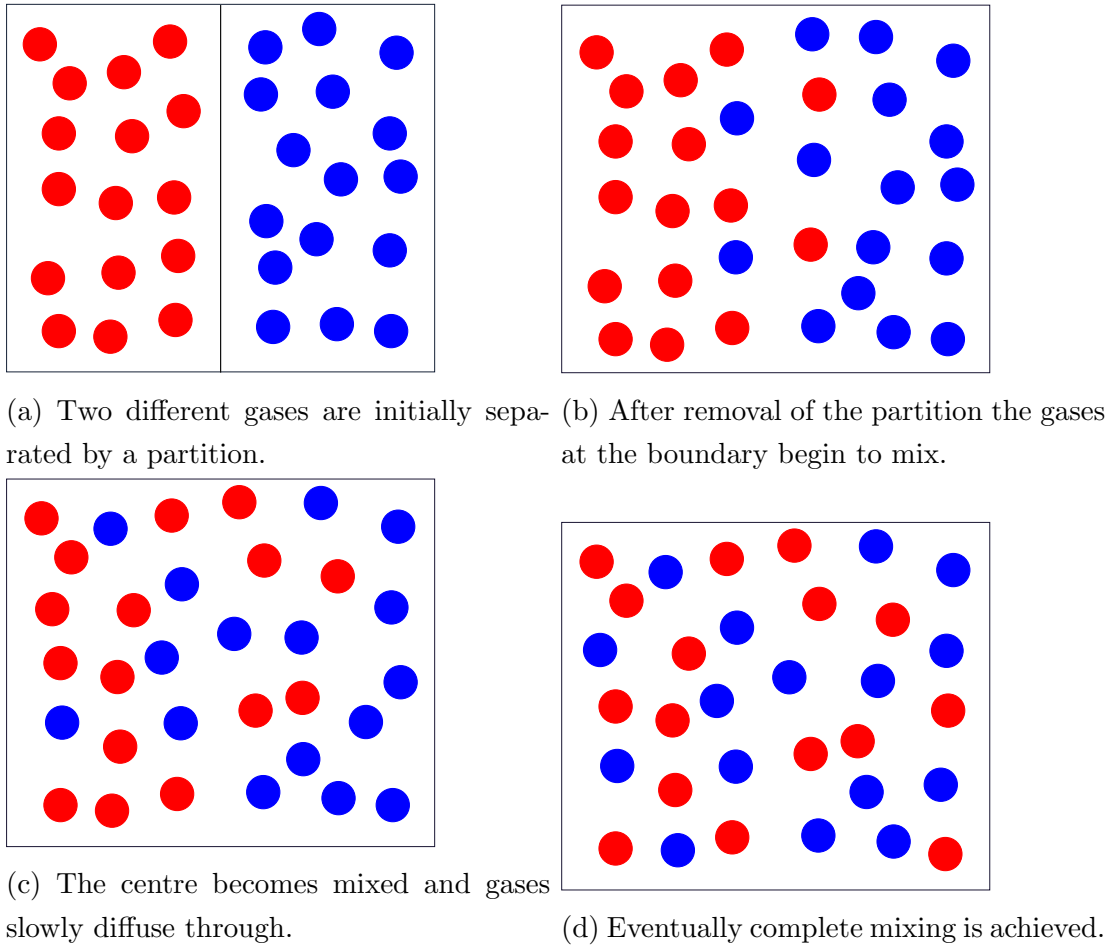 (a) Two different gases are initially sepa-
rated by a partition.
(b) After removal of the partition the gases
at the boundary begin to mix.
(c) The centre becomes mixed and gases
slowly diffuse through.
(d) Eventually complete mixing is achieved.